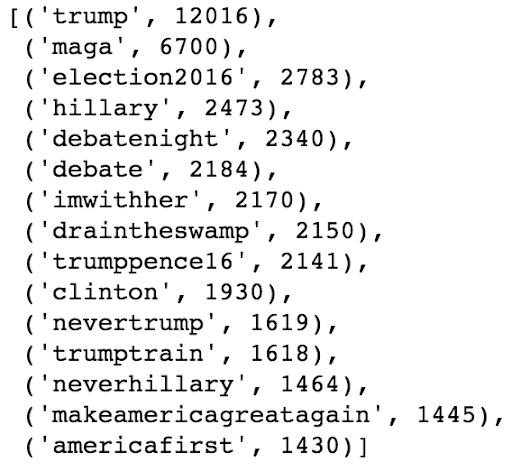 [('trump', 12016),
('maga', 6700),
('election2016', 2783),
('hillary', 2473),
('debatenight', 2340),
('debate', 2184),
('imwithher', 2170),
('draintheswamp', 2150),
('trumppence16', 2141),
('clinton', 1930),
('nevertrump', 1619),
('trumptrain', 1618),
('neverhillary', 1464),
('makeamericagreatagain', 1445),
('americafirst', 1430)]